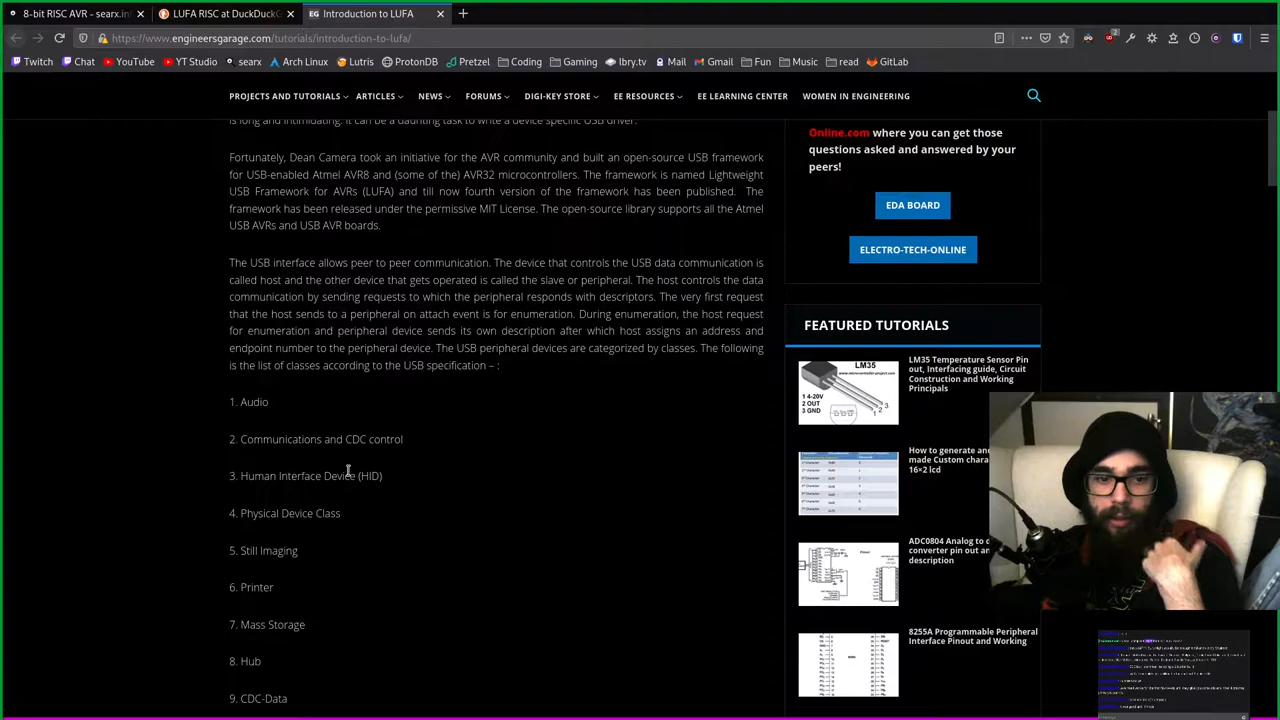 8-bit RISC AVR - searx.in
LUFA RISC at DuckDuckG
EG Introduction to LUFA
https://www.engineersgarage.com/tutorials/introduction-to-lufa/
Twitch Chat YouTube YT Studio searx Arch Linux Lutris ProtonDB Pretzel Coding Gaming lbry.tv Mail Gmail Fun Music read GitLab
PROJECTS AND TUTORIALS ARTICLES NEWS FORUMS DIGI-KEY STORE EE RESOURCES EE LEARNING CENTER WOMEN IN ENGINEERING
is long and intimidating. It can be a daunting task to write a device specific USB driver.
Fortunately, Dean Camera took an initiative for the AVR community and built an open-source USB framework
for USB-enabled Atmel AVR8 and (some of the) AVR32 microcontrollers. The framework is named Lightweight
USB Framework for AVRs (LUFA) and till now fourth version of the framework has been published. The
framework has been released under the permissive MIT License. The open-source library supports all the Atmel
USB AVRs and USB AVR boards.
The USB interface allows peer to peer communication. The device that controls the USB data communication is
called host and the other device that gets operated is called the slave or peripheral. The host controls the data
communication by sending requests to which the peripheral responds with descriptors. The very first request
that the host sends to a peripheral on attach event is for enumeration. During enumeration, the host request
for enumeration and peripheral device sends its own description after which host assigns an address and
endpoint number to the peripheral device. The USB peripheral devices are categorized by classes. The following
is the list of classes according to the USB specification – :
1. Audio
2. Communications and CDC control
3. Human Interface Device (HID)
4. Physical Device Class
5. Still Imaging
6. Printer
7. Mass Storage
8. Hub
9. CDC-Data
Online.com where you can get those
questions asked and answered by your
peers!
EDA BOARD
ELECTRO-TECH-ONLINE
FEATURED TUTORIALS
LM35
1 4-20V
2 OUT
3 GND
LM35 Temperature Sensor Pin
out, Interfacing guide, Circuit
Construction and Working
Principals
How to generate an
made Custom chara
16×2 lcd
ADC0804 Analog to d
converter pin out an
description
8255A Programmable Peripheral
Interface Pinout and Working